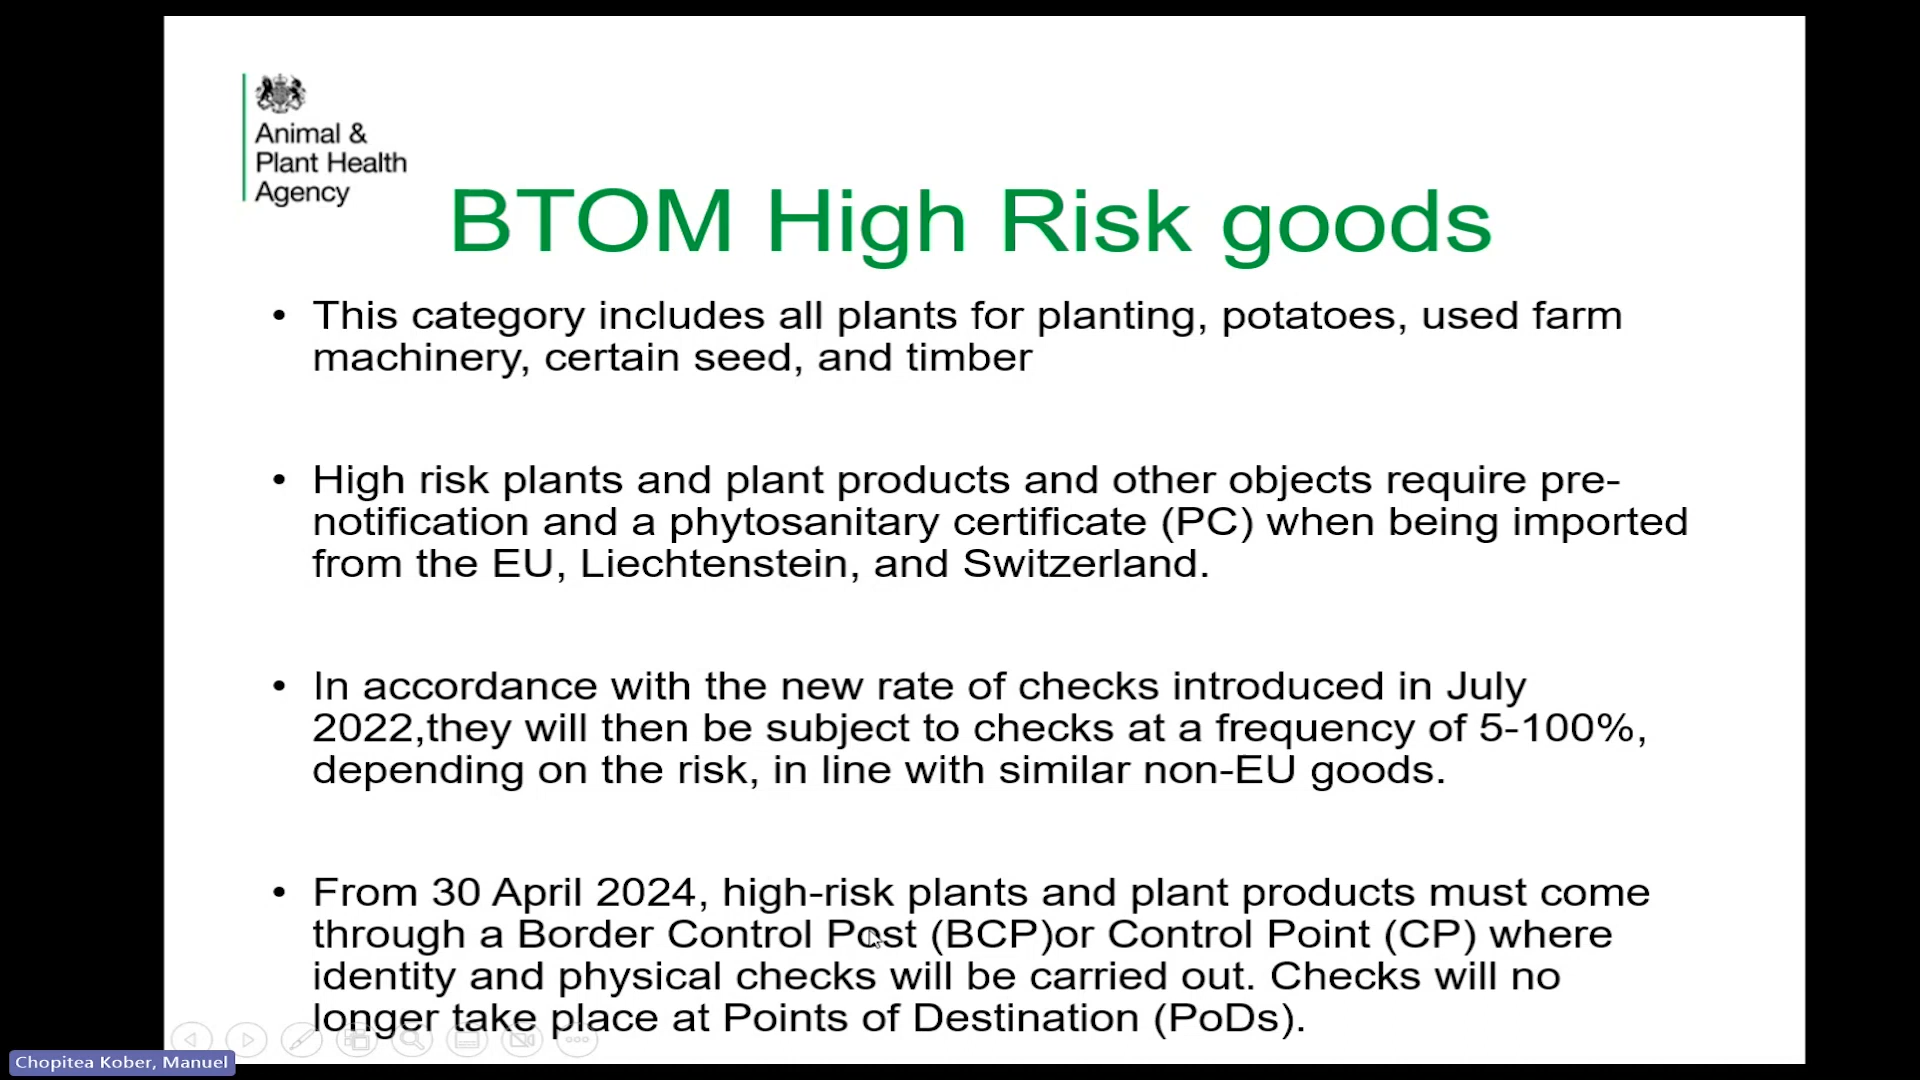 Animal &
Plant Health
Agency
BTOM High Risk goods
• This category includes all plants for planting, potatoes, used farm
machinery, certain seed, and timber
• High risk plants and plant products and other objects require pre-
notification and a phytosanitary certificate (PC) when being imported
from the EU, Liechtenstein, and Switzerland.
• In accordance with the new rate of checks introduced in July
2022,they will then be subject to checks at a frequency of 5-100%,
depending on the risk, in line with similar non-EU goods.
• From 30 April 2024, high-risk plants and plant products must come
through a Border Control Post (BCP)or Control Point (CP) where
identity and physical checks will be carried out. Checks will no
longer take place at Points of Destination (PoDs).
Chopitea Kober, Manuel